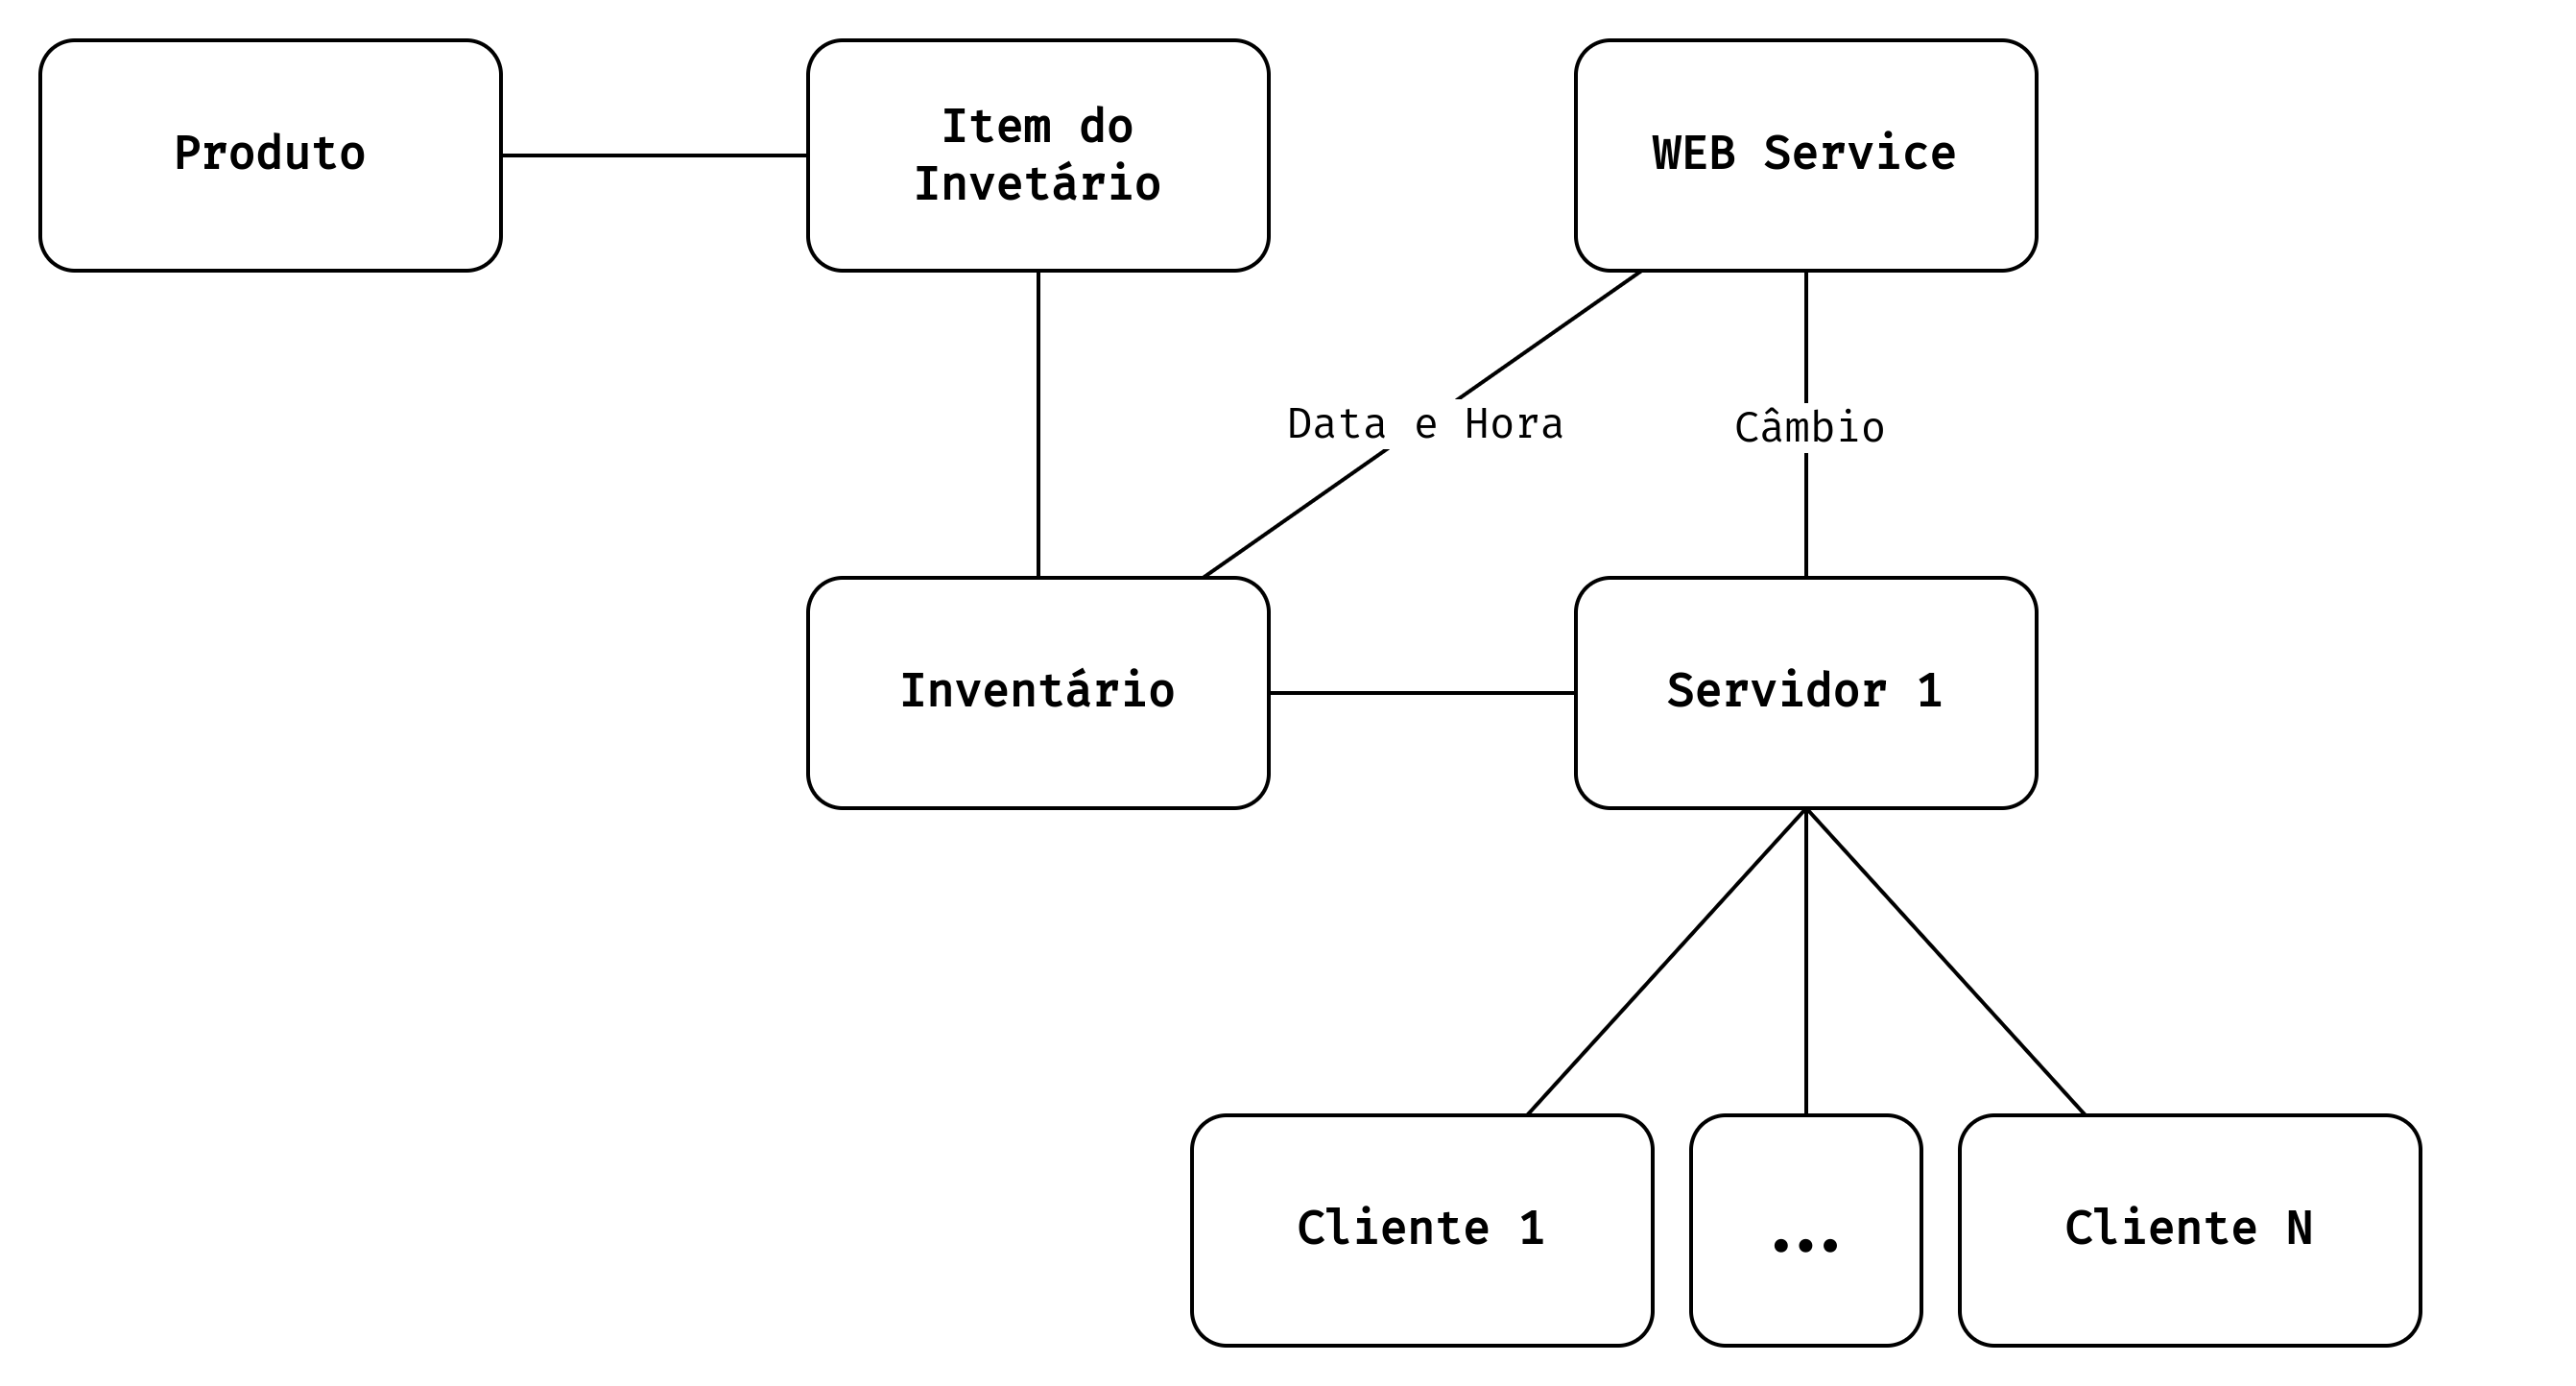 Produto
Item do
Invetário
WEB Service
Data e Hora
Câmbio
Inventário
Servidor 1
Cliente 1
...
Cliente N